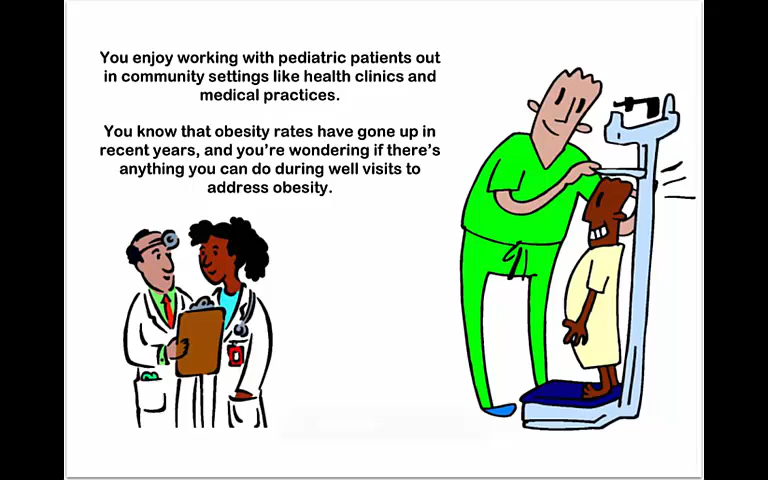 You enjoy working with pediatric patients out
in community settings like health clinics and
medical practices.
You know that obesity rates have gone up in
recent years, and you're wondering if there's
anything you can do during well visits to
address obesity.